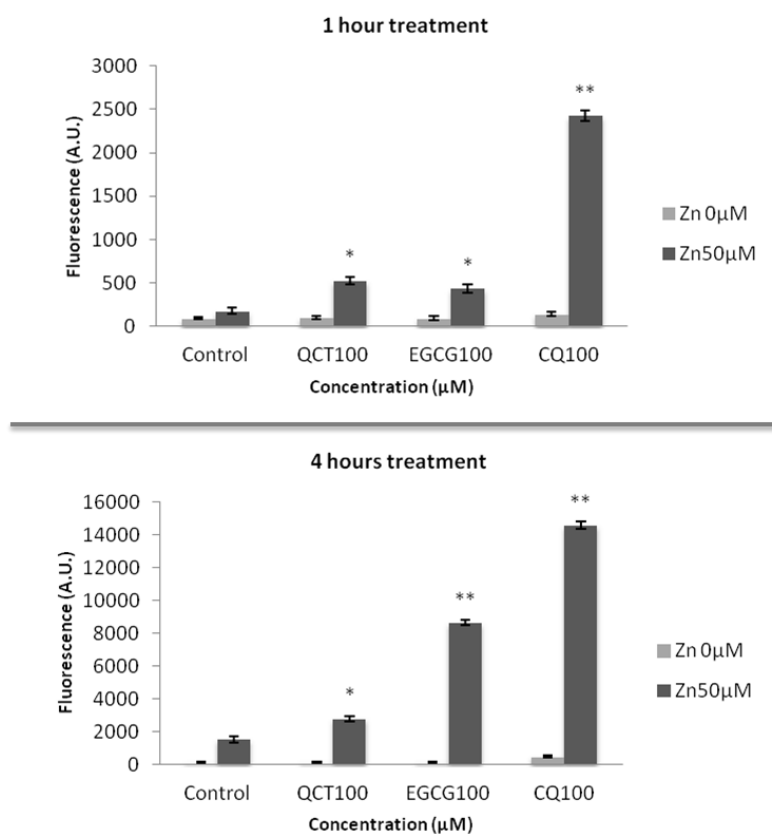 1 hour treatment
3000
2500
2000
1500
1000
500
0
Fluorescence (A.U.)
*
*
**
Zn 0µM
Zn50µM
Control QCT100 EGCG100 CQ100
Concentration (µM)
4 hours treatment
16000
14000
12000
10000
8000
6000
4000
2000
0
Fluorescence (A.U.)
*
**
**
Zn 0µM
Zn50µM
Control QCT100 EGCG100 CQ100
Concentration (µM)